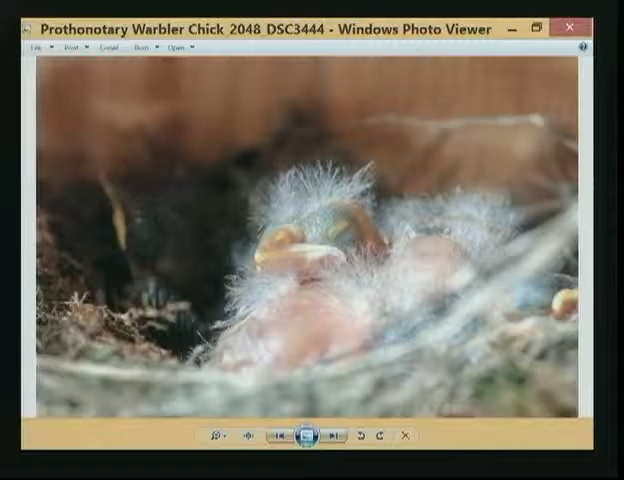 Prothonotary Warbler Chick 2048 DSC3444 - Windows Photo Viewer
File Print E-mail Burn Open